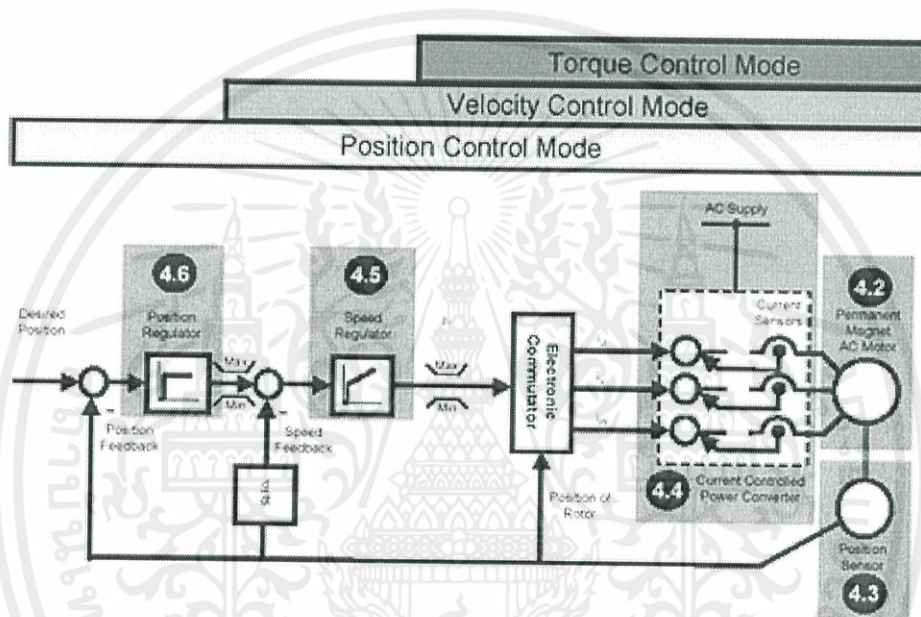 Torque Control Mode
Velocity Control Mode
Position Control Mode
AC Supply
4.6
Position
Regulator
4.5
Speed
Regulator
Current
Sensors
4.2
Permanent
Magnet
AC Motor
Desired
Position
Max
Min
Max
Min
Electronic
Commutator
Position
Feedback
Speed
Feedback
Position of
Rotor
4.4
Current Controlled
Power Converter
Position
Sensor
4.3